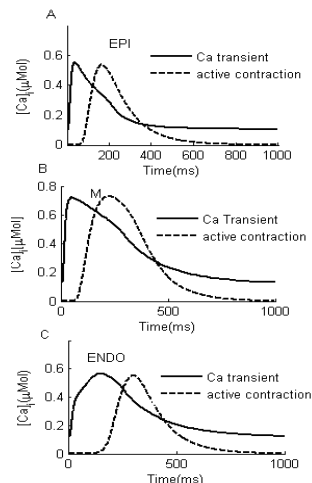 A
EPI
[Ca]i(μMol)
0.6
0.4
0.2
0
Ca transient
active contraction
200 400 600 800 1000
Time(ms)
B
M
[Ca]i[μMol)
0.8
0.6
0.4
0.2
0
Ca Transient
active contraction
0 500 1000
Time(ms)
C
ENDO
[Ca]i(μMol)
0.6
0.4
0.2
0
Ca transient
active contraction
0 500 1000
Time(ms)